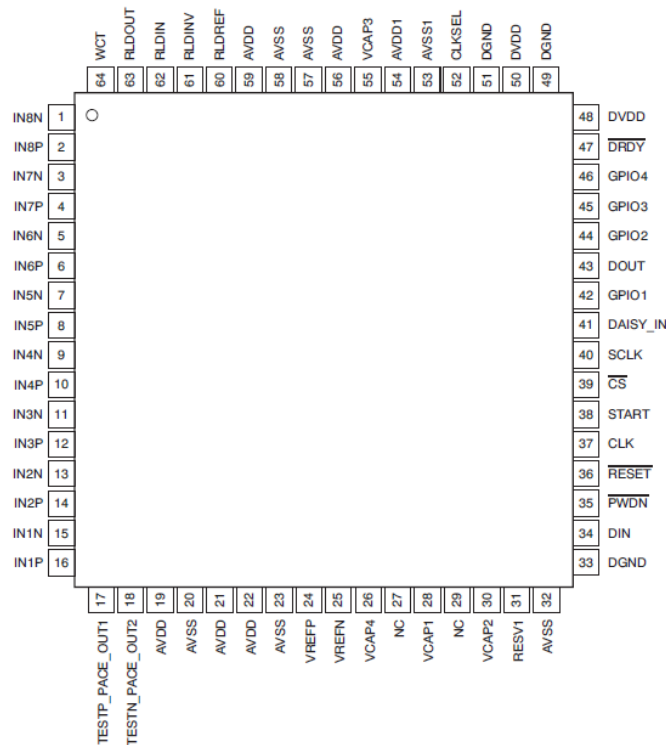 WCT
RLDOUT
RLDIN
RLDINV
RLDREF
AVDD
AVSS
AVSS
AVDD
VCAP3
AVDD1
AVSS1
CLKSEL
DGND
DVDD
DGND
64 63 62 61 60 59 58 57 56 55 54 53 52 51 50 49
IN8N 1
IN8P 2
IN7N 3
IN7P 4
IN6N 5
IN6P 6
IN5N 7
IN5P 8
IN4N 9
IN4P 10
IN3N 11
IN3P 12
IN2N 13
IN2P 14
IN1N 15
IN1P 16
48 DVDD
47 DRDY
46 GPIO4
45 GPIO3
44 GPIO2
43 DOUT
42 GPIO1
41 DAISY_IN
40 SCLK
39 CS
38 START
37 CLK
36 RESET
35 PWDN
34 DIN
33 DGND
17 18 19 20 21 22 23 24 25 26 27 28 29 30 31 32
TESTP_PACE_OUT1
TESTN_PACE_OUT2
AVDD
AVSS
AVDD
AVDD
AVSS
VREFP
VREFN
VCAP4
NC
VCAP1
NC
VCAP2
RESV1
AVSS